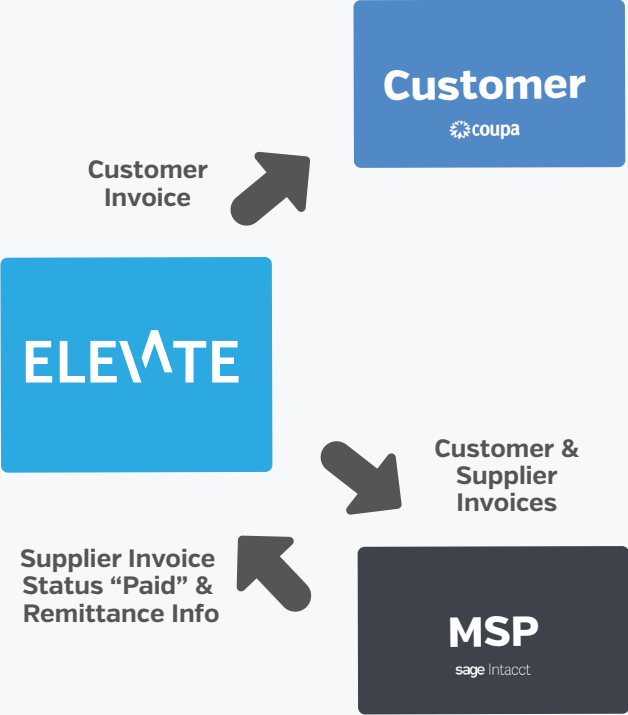 Customer
coupa
Customer
Invoice
ELEVATE
Customer &
Supplier
Invoices
Supplier Invoice
Status “Paid” &
Remittance Info
MSP
sage Intacct